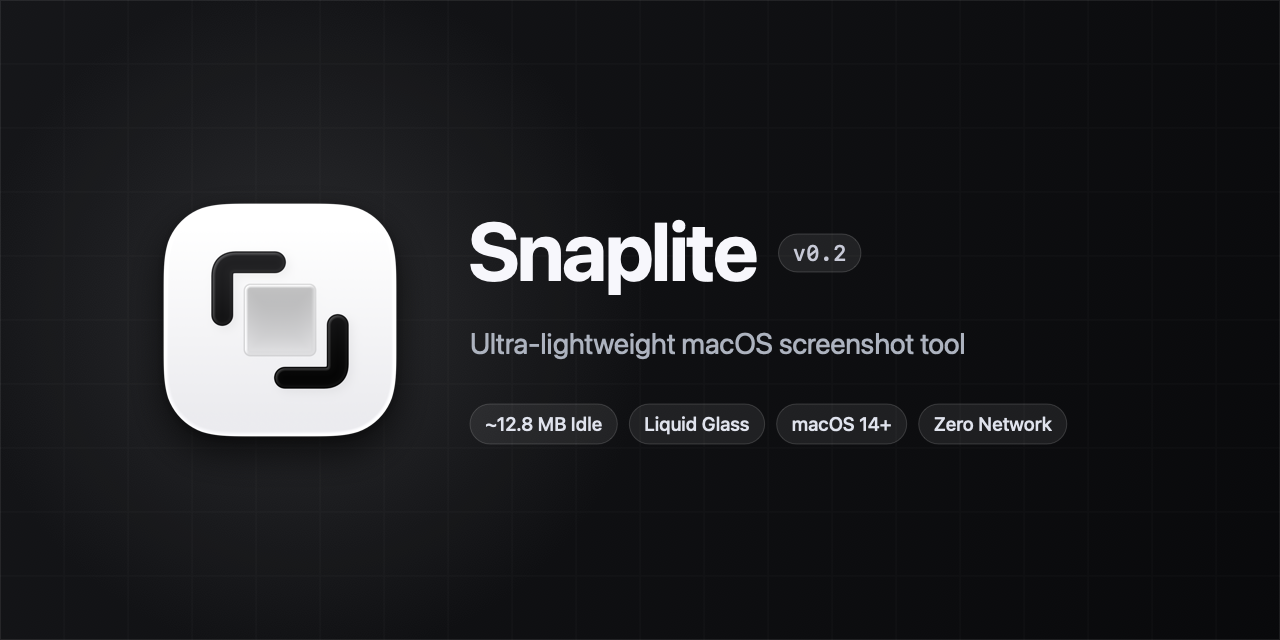 Snaplite v0.2
Ultra-lightweight macOS screenshot tool
~12.8 MB Idle Liquid Glass macOS 14+ Zero Network